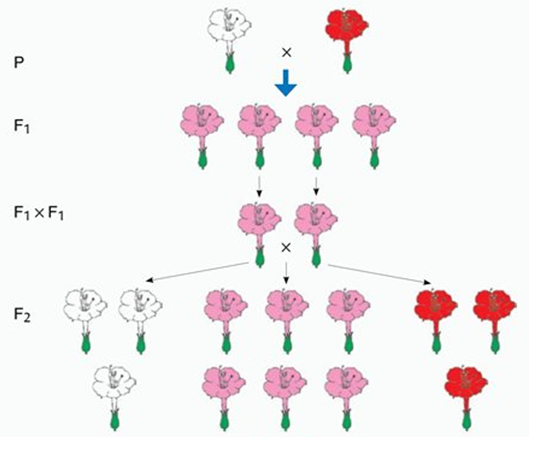 ×
P
F₁
F₁ × F₁
×
F₂